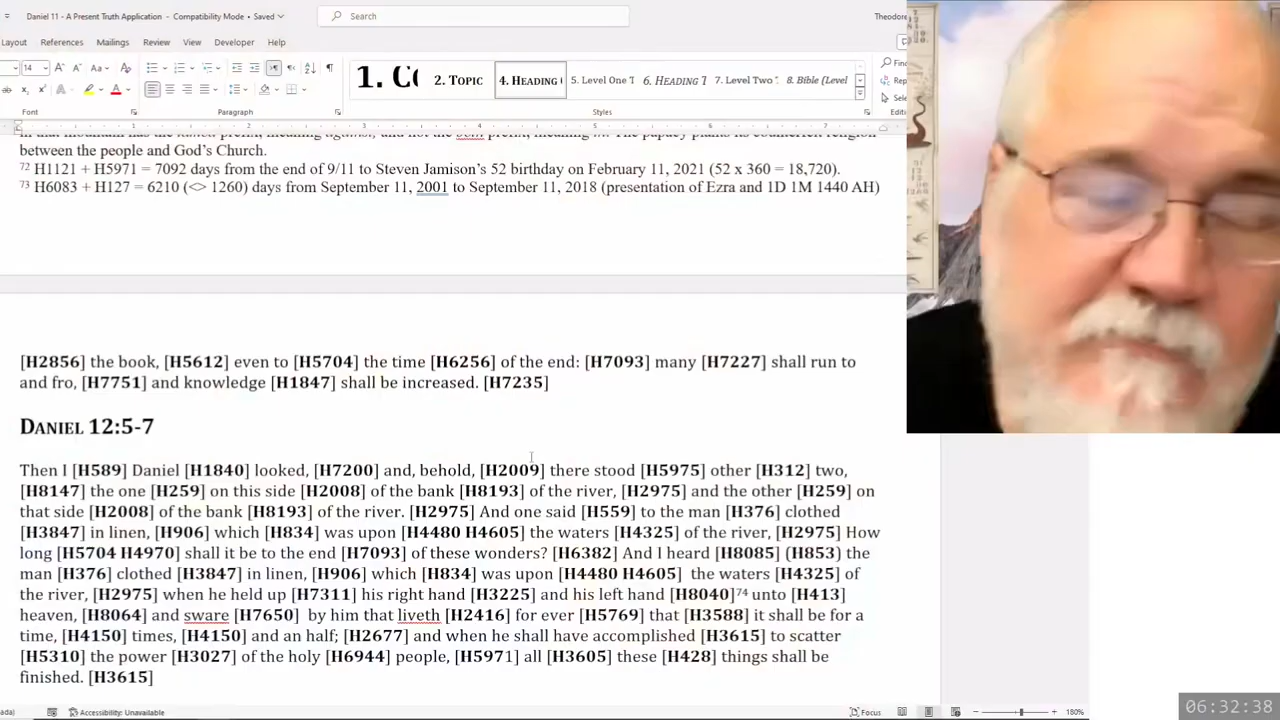 Daniel 11 - A Present Truth Application - Compatibility Mode • Saved
Search
Theodore
Layout References Mailings Review View Developer Help
14 Aa
1. Co 2. Topic 4. Heading 5. Level One T 6. Heading T 7. Level Two 8. Bible (Level
Font Paragraph Styles
between the people and God's Church.
72 H1121 + H5971 = 7092 days from the end of 9/11 to Steven Jamison's 52 birthday on February 11, 2021 (52 x 360 = 18,720).
73 H6083 + H127 = 6210 (<> 1260) days from September 11, 2001 to September 11, 2018 (presentation of Ezra and 1D 1M 1440 AH)
[H2856] the book, [H5612] even to [H5704] the time [H6256] of the end: [H7093] many [H7227] shall run to
and fro, [H7751] and knowledge [H1847] shall be increased. [H7235]
Daniel 12:5-7
Then I [H589] Daniel [H1840] looked, [H7200] and, behold, [H2009] there stood [H5975] other [H312] two,
[H8147] the one [H259] on this side [H2008] of the bank [H8193] of the river, [H2975] and the other [H259] on
that side [H2008] of the bank [H8193] of the river. [H2975] And one said [H559] to the man [H376] clothed
[H3847] in linen, [H906] which [H834] was upon [H4480 H4605] the waters [H4325] of the river, [H2975] How
long [H5704 H4970] shall it be to the end [H7093] of these wonders? [H6382] And I heard [H8085] (H853) the
man [H376] clothed [H3847] in linen, [H906] which [H834] was upon [H4480 H4605] the waters [H4325] of
the river, [H2975] when he held up [H7311] his right hand [H3225] and his left hand [H8040]74 unto [H413]
heaven, [H8064] and sware [H7650] by him that liveth [H2416] for ever [H5769] that [H3588] it shall be for a
time, [H4150] times, [H4150] and an half; [H2677] and when he shall have accomplished [H3615] to scatter
[H5310] the power [H3027] of the holy [H6944] people, [H5971] all [H3605] these [H428] things shall be
finished. [H3615]
Accessibility: Unavailable
Focus
180%
06:32:38